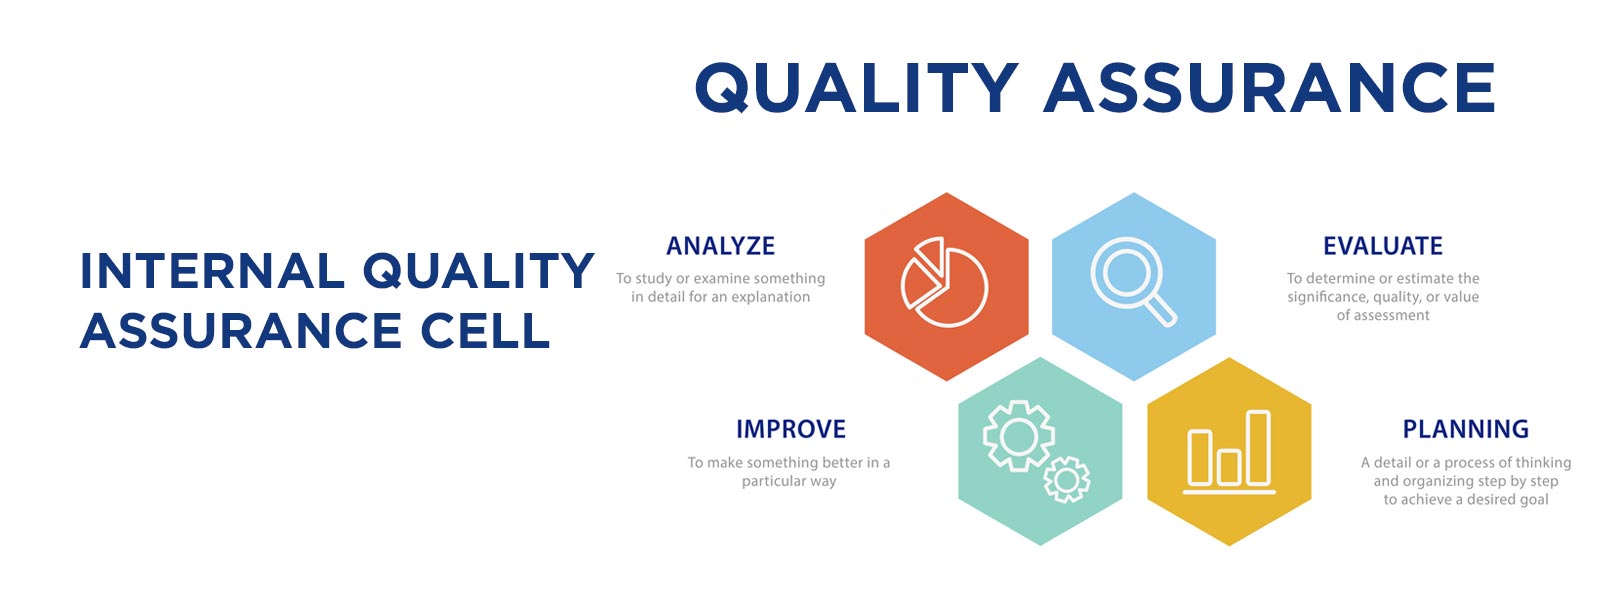 QUALITY ASSURANCE
INTERNAL QUALITY
ASSURANCE CELL
ANALYZE
To study or examine something
in detail for an explanation
EVALUATE
To determine or estimate the
significance, quality, or value
of assessment
IMPROVE
To make something better in a
particular way
PLANNING
A detail or a process of thinking
and organizing step by step
to achieve a desired goal